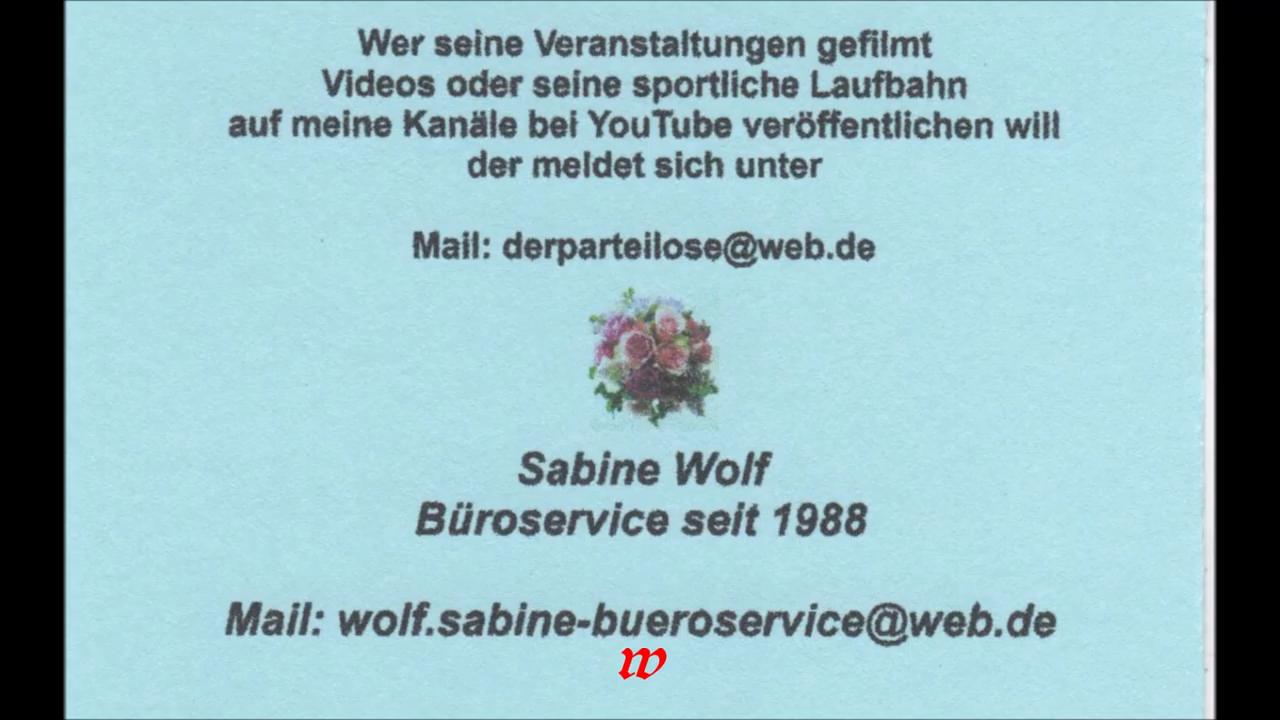 Wer seine Veranstaltungen gefilmt
Videos oder seine sportliche Laufbahn
auf meine Kanäle bei YouTube veröffentlichen will
der meldet sich unter
Mail: derparteilose@web.de
Sabine Wolf
Büroservice seit 1988
Mail: wolf.sabine-bueroservice@web.de
w